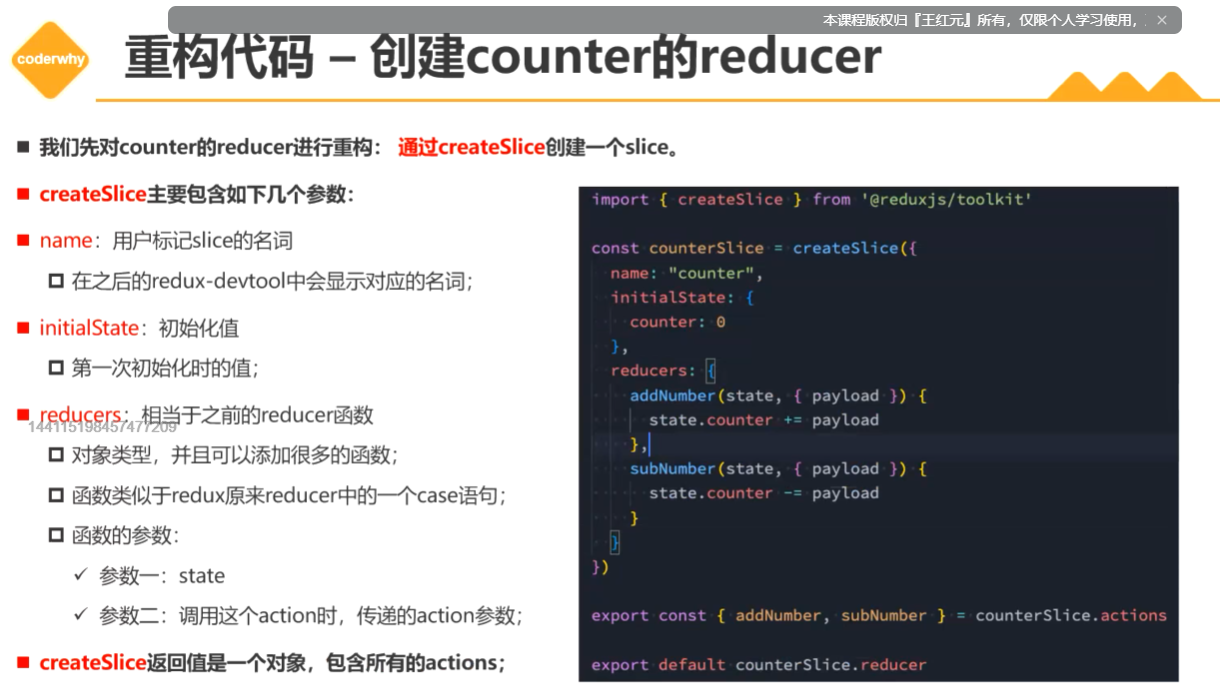 本课程版权归『王红元』所有，仅限个人学习使用，
coderwhy
重构代码 – 创建counter的reducer
我们先对counter的reducer进行重构： 通过createSlice创建一个slice。
createSlice主要包含如下几个参数：
name：用户标记slice的名词
在之后的redux-devtool中会显示对应的名词；
initialState：初始化值
第一次初始化时的值；
reducers：相当于之前的reducer函数
144115198457477209
对象类型，并且可以添加很多的函数；
函数类似于redux原来reducer中的一个case语句；
函数的参数：
参数一：state
参数二：调用这个action时，传递的action参数；
createSlice返回值是一个对象，包含所有的actions；
import { createSlice } from '@reduxjs/toolkit'
const counterSlice = createSlice({
name: "counter",
initialState: {
counter: 0
},
reducers: {
addNumber(state, { payload }) {
state.counter += payload
},
subNumber(state, { payload }) {
state.counter -= payload
}
}
})
export const { addNumber, subNumber } = counterSlice.actions
export default counterSlice.reducer